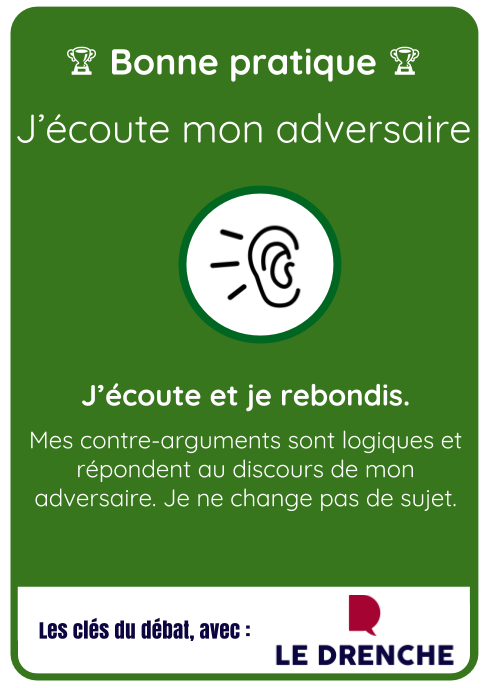 🏆 Bonne pratique 🏆
J’écoute mon adversaire
J’écoute et je rebondis.
Mes contre-arguments sont logiques et
répondent au discours de mon
adversaire. Je ne change pas de sujet.
Les clés du débat, avec :
LE DRENCHE